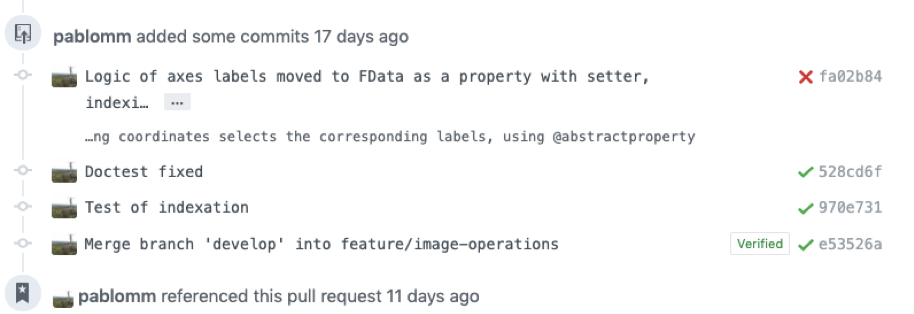 pablomm added some commits 17 days ago
Logic of axes labels moved to FData as a property with setter, fa02b84
indexi… …
…ng coordinates selects the corresponding labels, using @abstractproperty
Doctest fixed 528cd6f
Test of indexation 970e731
Merge branch 'develop' into feature/image-operations Verified e53526a
pablomm referenced this pull request 11 days ago